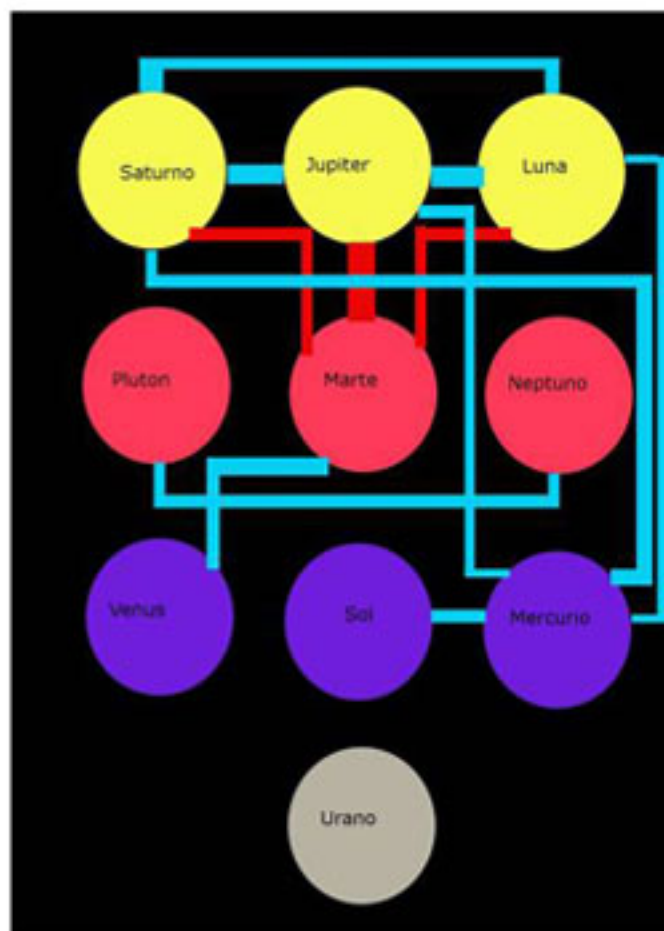 Saturno
Jupiter
Luna
Pluton
Marte
Neptuno
Venus
Sol
Mercurio
Urano